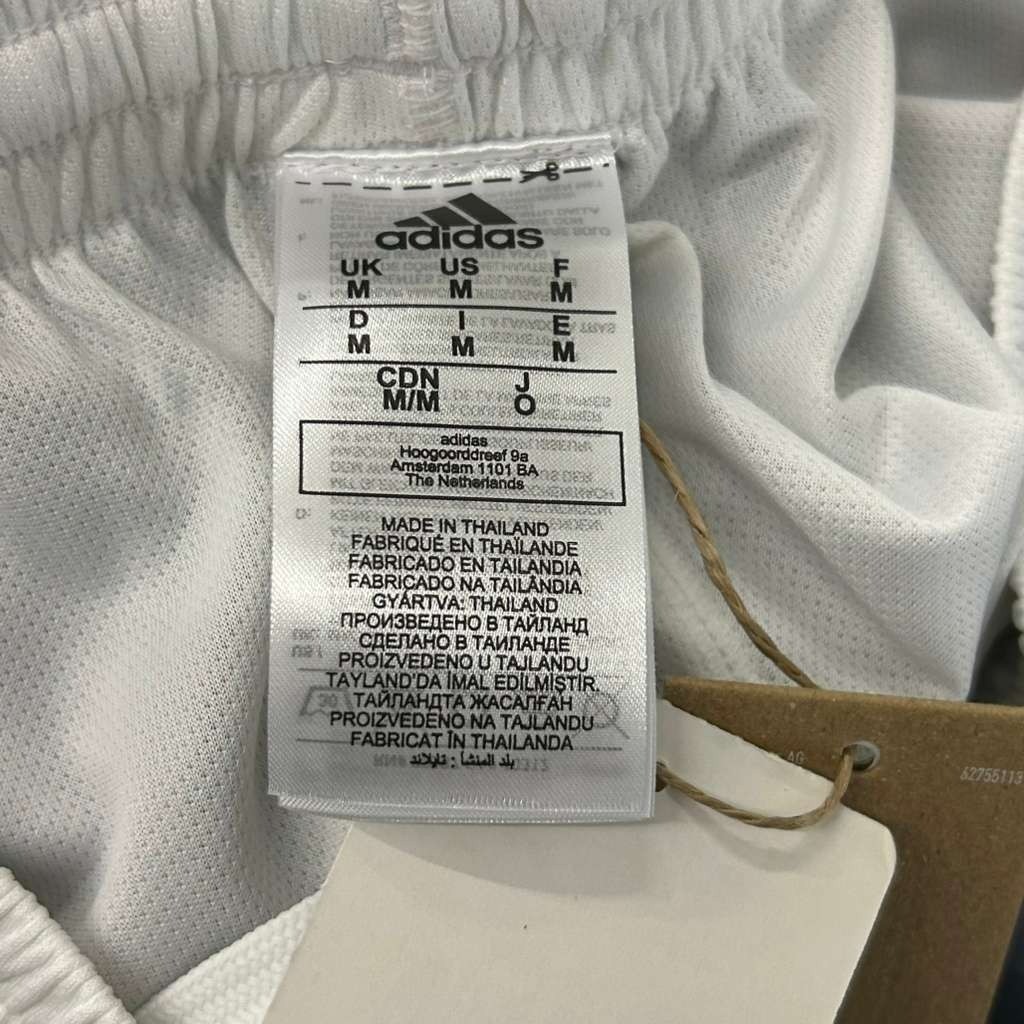 adidas
UK US F
M M M
D I E
M M M
CDN J
M/M O
adidas
Hoogoorddreef 9a
Amsterdam 1101 BA
The Netherlands
MADE IN THAILAND
FABRIQUÉ EN THAÏLANDE
FABRICADO EN TAILANDIA
FABRICADO NA TAILÂNDIA
GYÁRTVA: THAILAND
ПРОИЗВЕДЕНО В ТАЙЛАНД
СДЕЛАНО В ТАИЛАНДЕ
PROIZVEDENO U TAJLANDU
TAYLAND'DA İMAL EDİLMİŞTİR.
ТАЙЛАНДТА ЖАСАЛҒАН
PROIZVEDENO NA TAJLANDU
FABRICAT ÎN THAILANDA
بلد المنشأ : تايلاند
AG
62755113